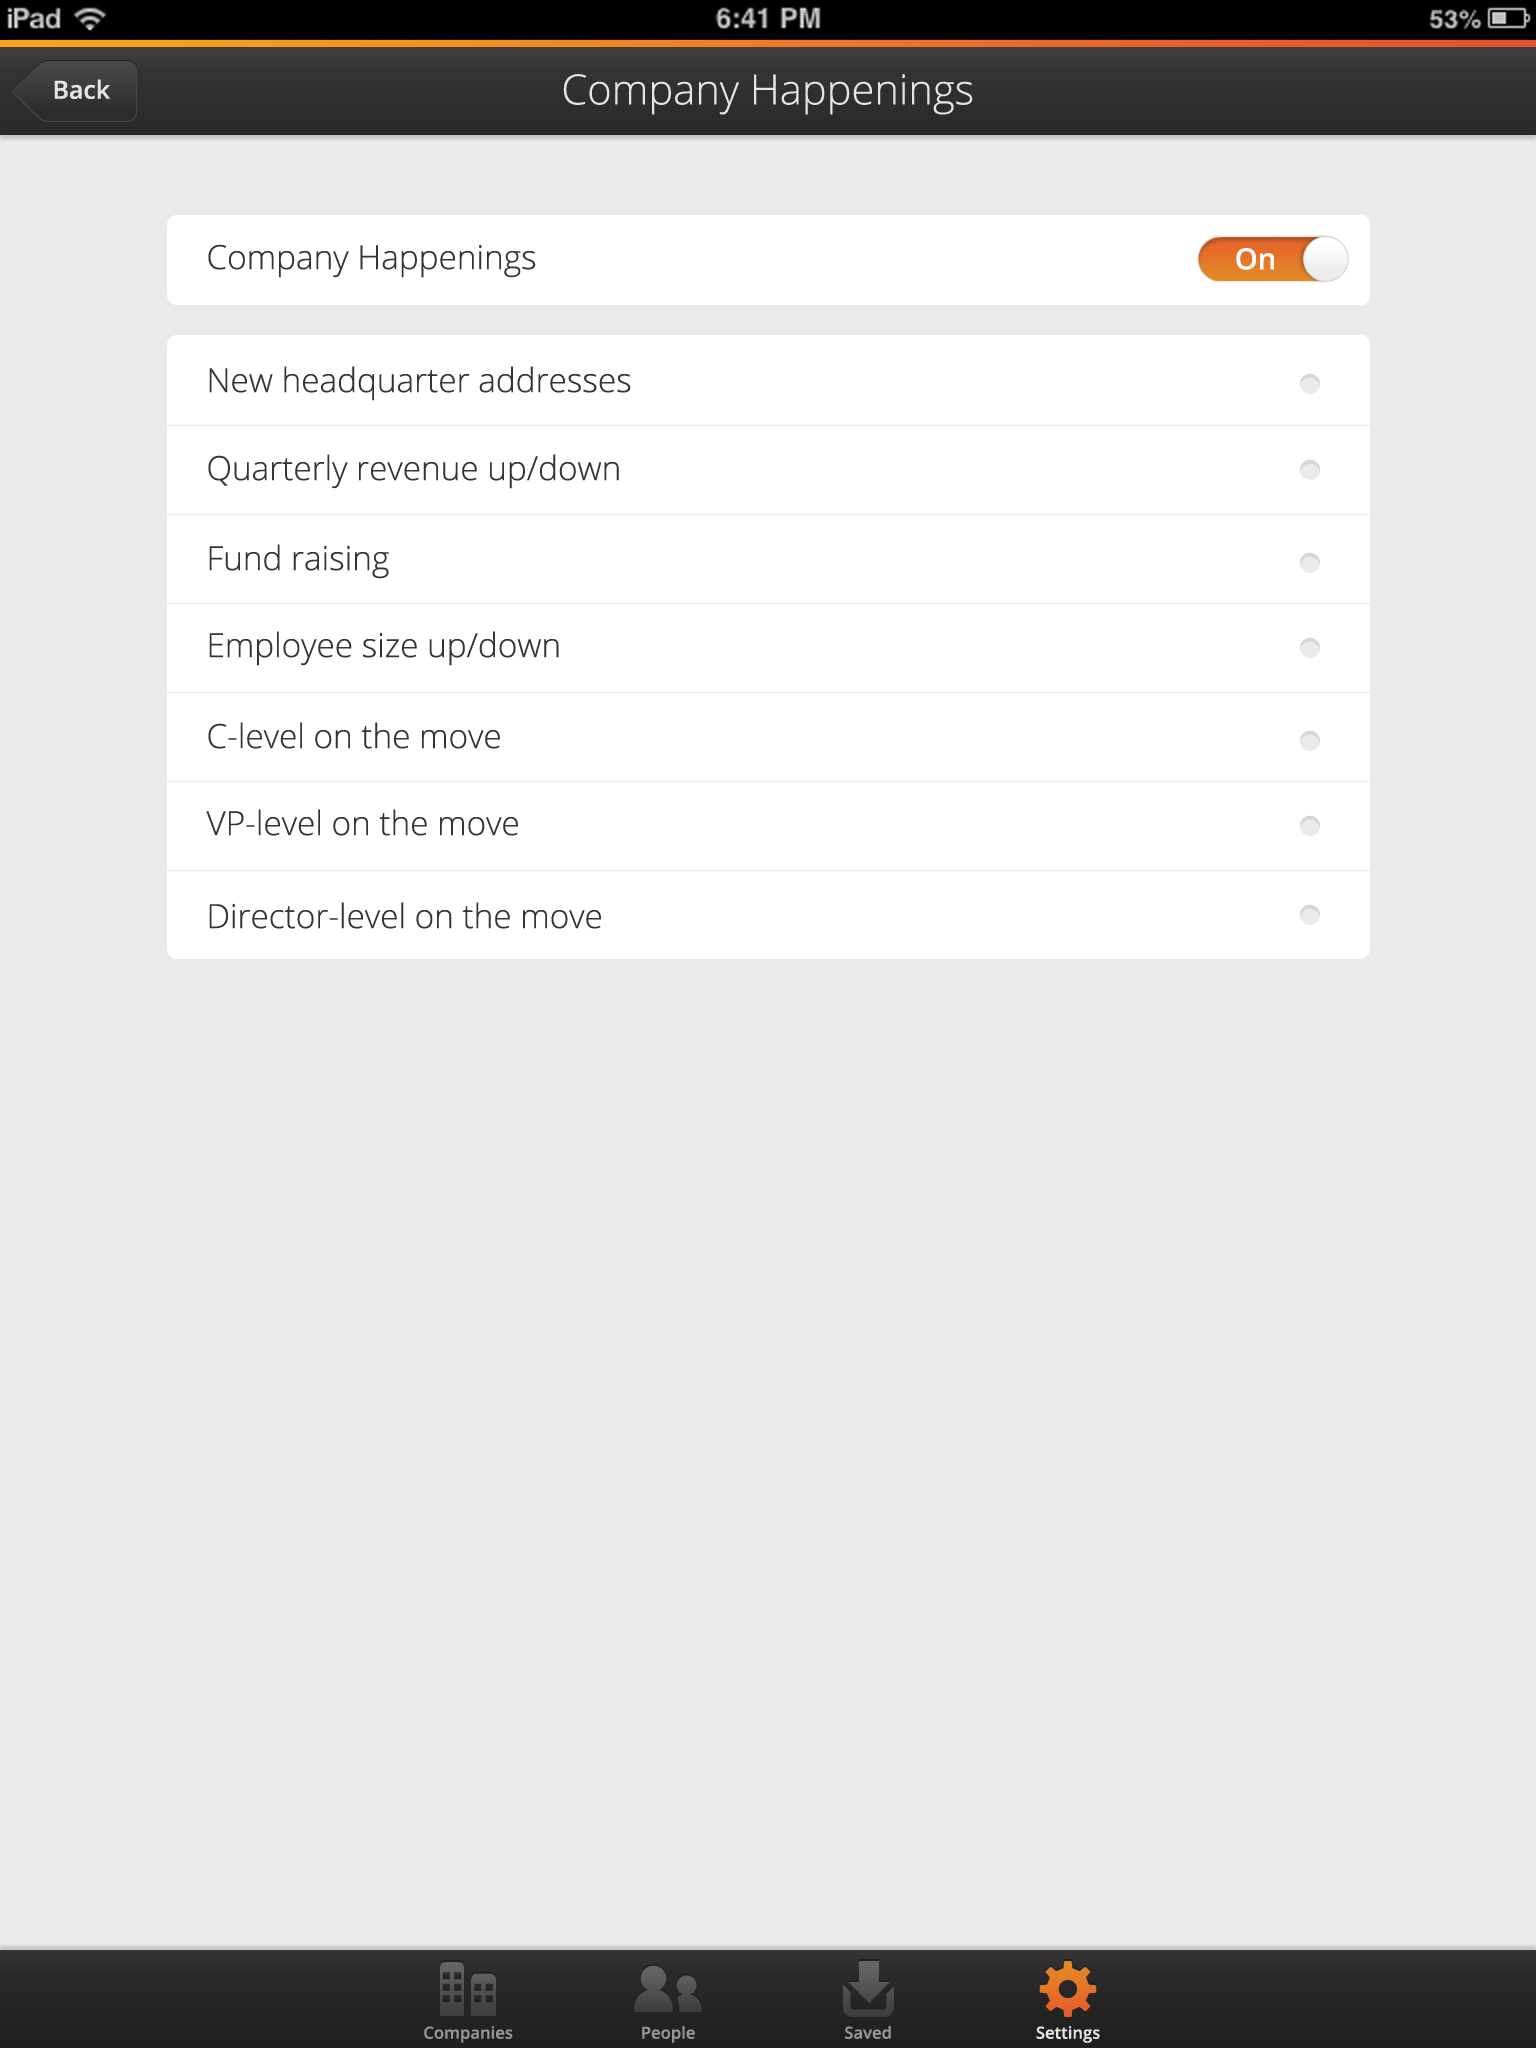 iPad
6:41 PM
53%
Back
Company Happenings
Company Happenings
On
New headquarter addresses
Quarterly revenue up/down
Fund raising
Employee size up/down
C-level on the move
VP-level on the move
Director-level on the move
Companies
People
Saved
Settings